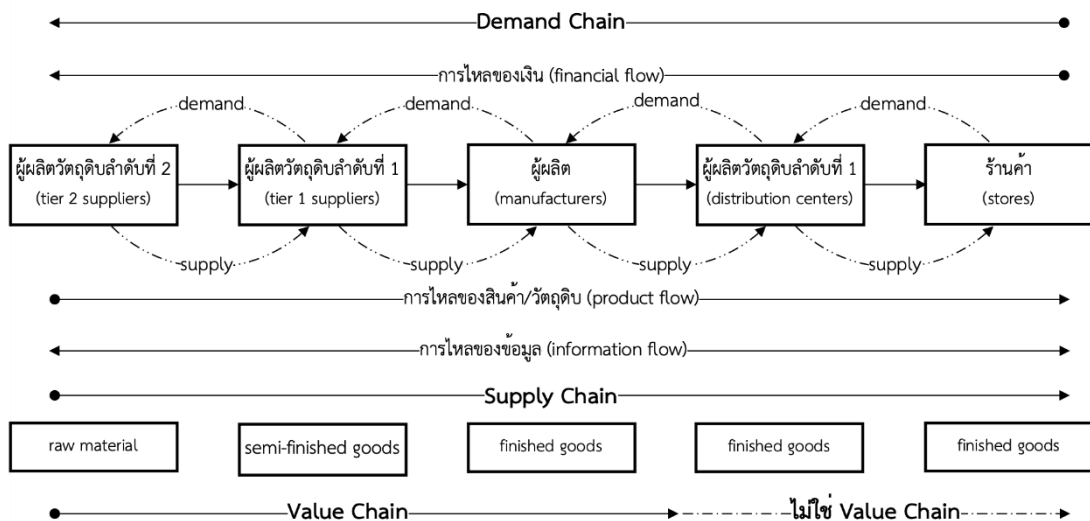 Demand Chain
การไหลของเงิน (financial flow)
demand
demand
demand
demand
ผู้ผลิตวัตถุดิบลำดับที่ 2
(tier 2 suppliers)
ผู้ผลิตวัตถุดิบลำดับที่ 1
(tier 1 suppliers)
ผู้ผลิต
(manufacturers)
ผู้ผลิตวัตถุดิบลำดับที่ 1
(distribution centers)
ร้านค้า
(stores)
supply
supply
supply
supply
การไหลของสินค้า/วัตถุดิบ (product flow)
การไหลของข้อมูล (information flow)
Supply Chain
raw material
semi-finished goods
finished goods
finished goods
finished goods
Value Chain
ไม่ใช่ Value Chain